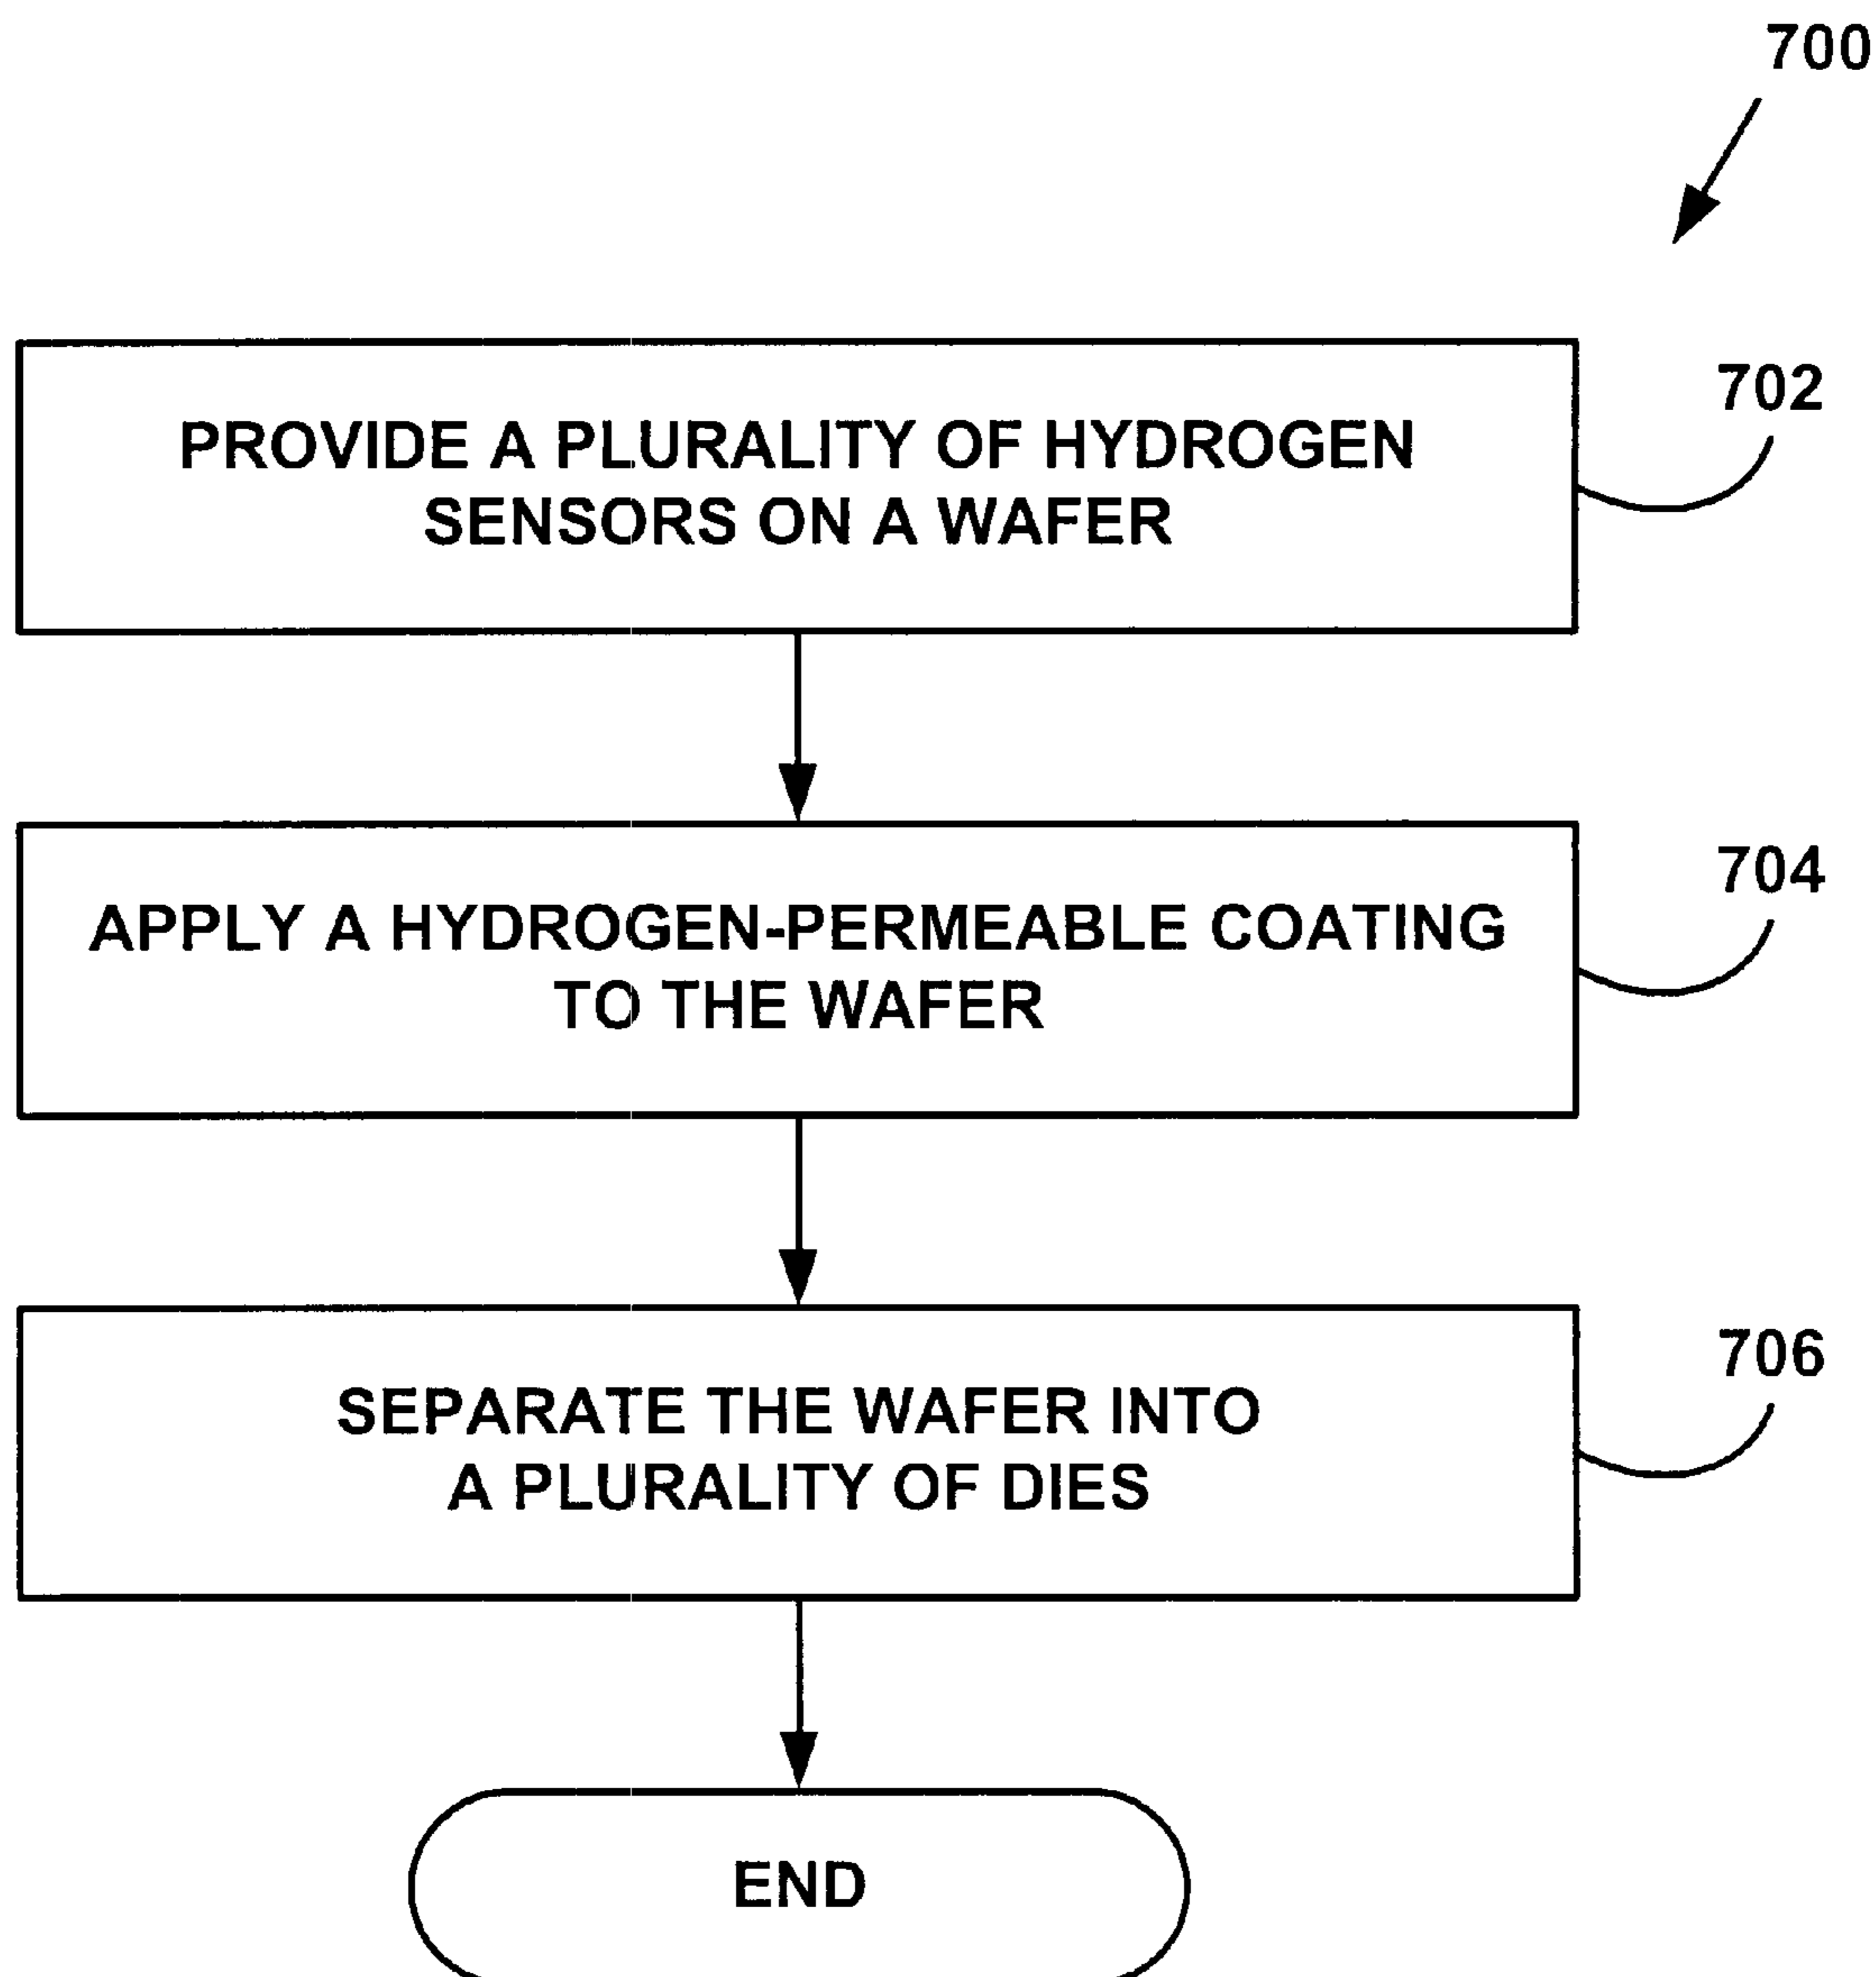 700
PROVIDE A PLURALITY OF HYDROGEN
SENSORS ON A WAFER
702
APPLY A HYDROGEN-PERMEABLE COATING
TO THE WAFER
704
SEPARATE THE WAFER INTO
A PLURALITY OF DIES
706
END